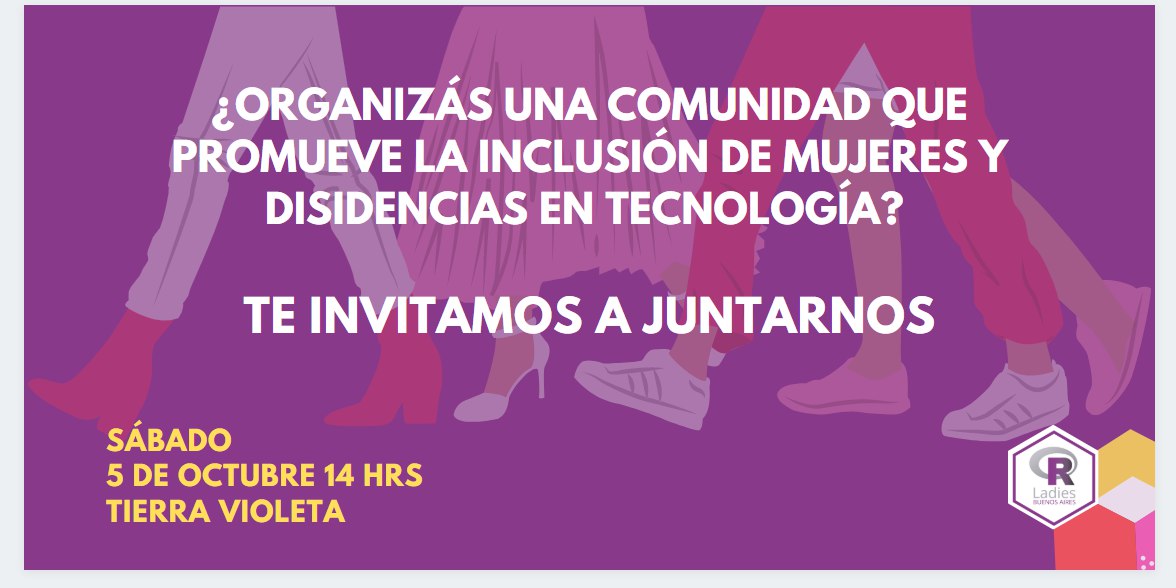 ¿ORGANIZÁS UNA COMUNIDAD QUE
PROMUEVE LA INCLUSIÓN DE MUJERES Y
DISIDENCIAS EN TECNOLOGÍA?
TE INVITAMOS A JUNTARNOS
SÁBADO
5 DE OCTUBRE 14 HRS
TIERRA VIOLETA
R
Ladies
BUENOS AIRES